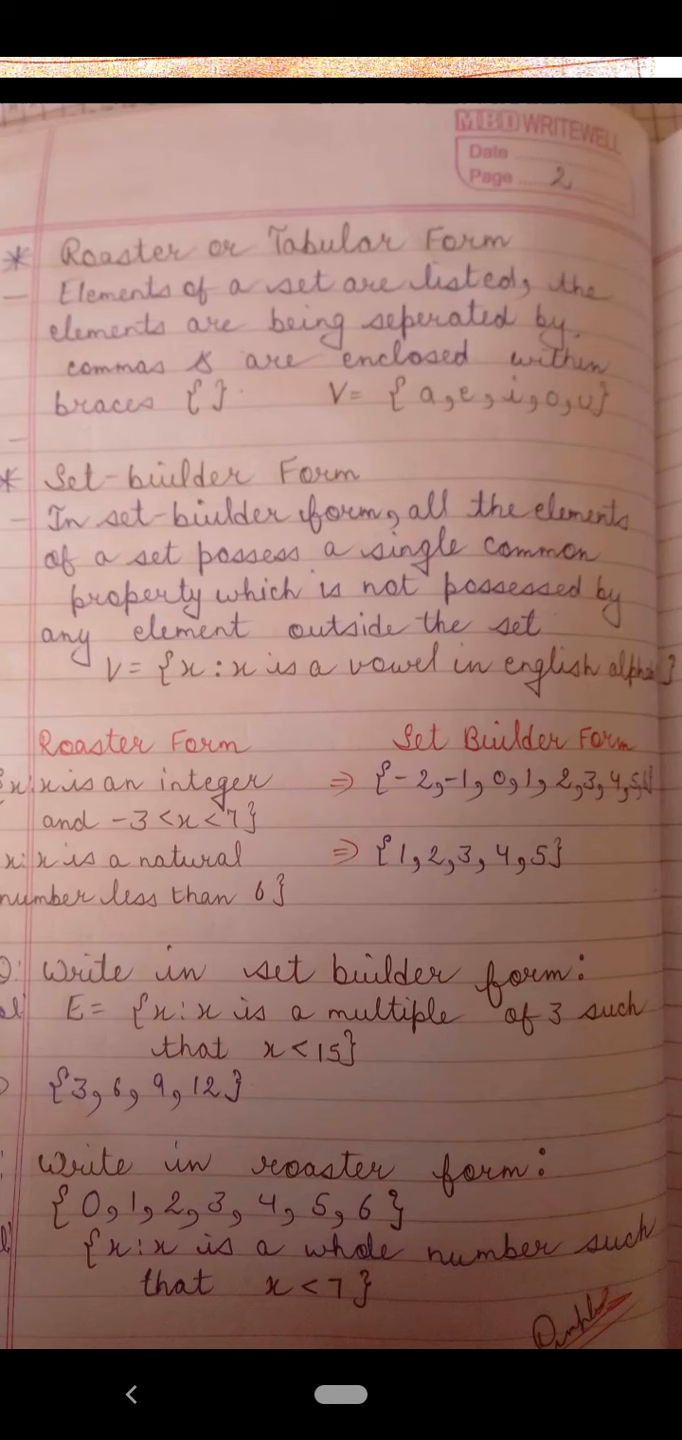 MBD WRITEWELL
Date
Page 2
* Roaster or Tabular Form
— Elements of a set are listed, the
elements are being seperated by
commas & are enclosed within
braces { }. V= { a, e, i, o, u}
—
* Set-builder Form
— In set-builder form, all the elements
of a set possess a single common
property which is not possessed by
any element outside the set
V= {x : x is a vowel in english }
Roaster Form Set Builder Form
{x : x is an integer ⇒ {-2, -1, 0, 1, 2, 3, 4, 5,
and -3 < x < 7}
x : x is a natural ⇒ {1, 2, 3, 4, 5}
number less than 6}
Q: Write in set builder form:
E= {x : x is a multiple of 3 such
that x < 15}
{3, 6, 9, 12}
: Write in roaster form:
{ 0, 1, 2, 3, 4, 5, 6 }
{x : x is a whole number such
that x < 7}